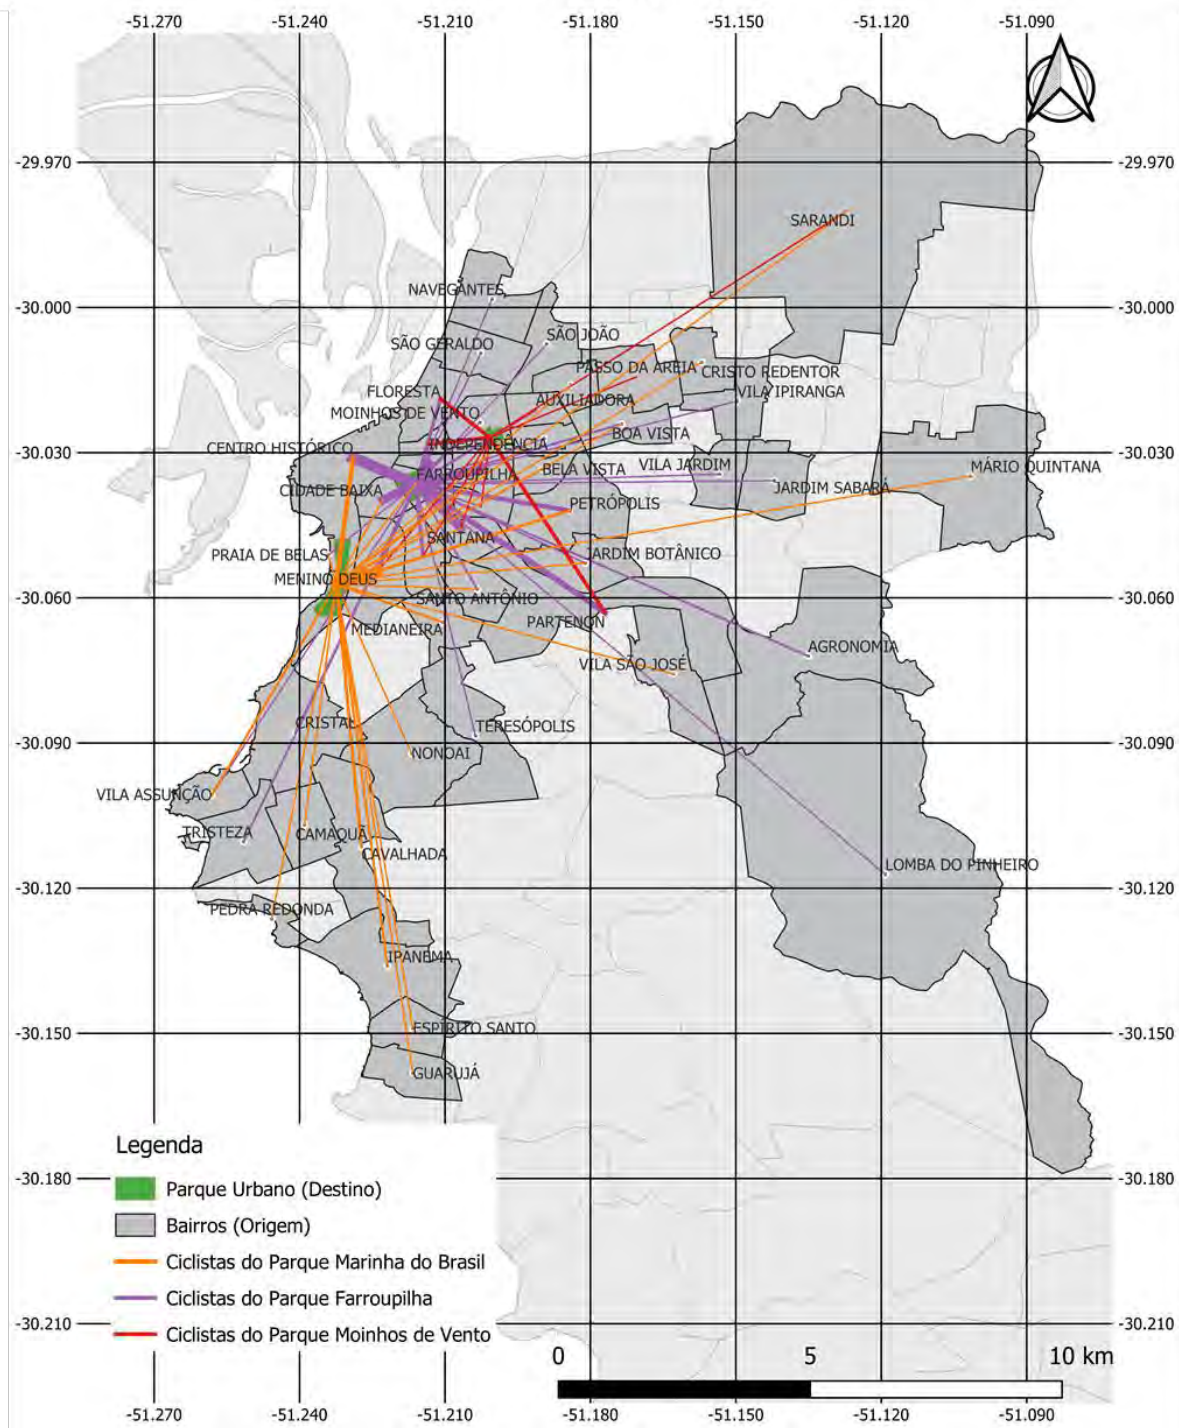 -51.270 -51.240 -51.210 -51.180 -51.150 -51.120 -51.090
-29.970 -29.970
SARANDI
NAVEGANTES
-30.000 -30.000
SÃO GERALDO SÃO JOÃO
PASSO DA AREIA CRISTO REDENTOR
FLORESTA AUXILIADORA VILA IPIRANGA
MOINHOS DE VENTO
BOA VISTA
CENTRO HISTÓRICO INDEPENDÊNCIA
-30.030 -30.030
BELA VISTA VILA JARDIM MÁRIO QUINTANA
FARROUPILHA
CIDADE BAIXA JARDIM SABARÁ
PETRÓPOLIS
SANTANA
PRAIA DE BELAS JARDIM BOTÂNICO
MENINO DEUS
-30.060 SANTO ANTÔNIO -30.060
MEDIANEIRA PARTENON
AGRONOMIA
VILA SÃO JOSÉ
CRISTAL TERESÓPOLIS
-30.090 -30.090
NONOAI
VILA ASSUNÇÃO
TRISTEZA CAMAQUÃ
CAVALHADA
LOMBA DO PINHEIRO
-30.120 -30.120
PEDRA REDONDA
IPANEMA
-30.150 ESPÍRITO SANTO -30.150
GUARUJÁ
Legenda
-30.180 -30.180
Parque Urbano (Destino)
Bairros (Origem)
Ciclistas do Parque Marinha do Brasil
Ciclistas do Parque Farroupilha
-30.210 -30.210
Ciclistas do Parque Moinhos de Vento
0 5 10 km
-51.270 -51.240 -51.210 -51.180 -51.150 -51.120 -51.090